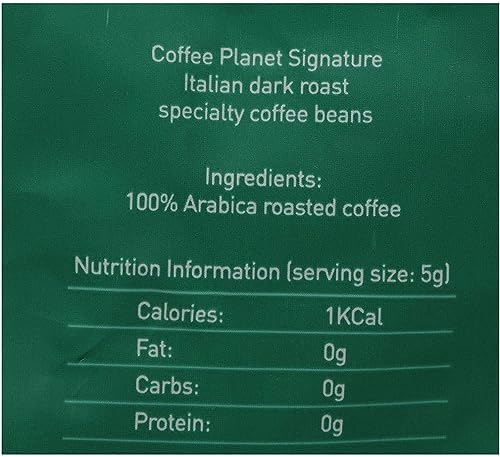 Coffee Planet Signature
Italian dark roast
specialty coffee beans
Ingredients:
100% Arabica roasted coffee
Nutrition Information (serving size: 5g)
Calories: 1KCal
Fat: 0g
Carbs: 0g
Protein: 0g